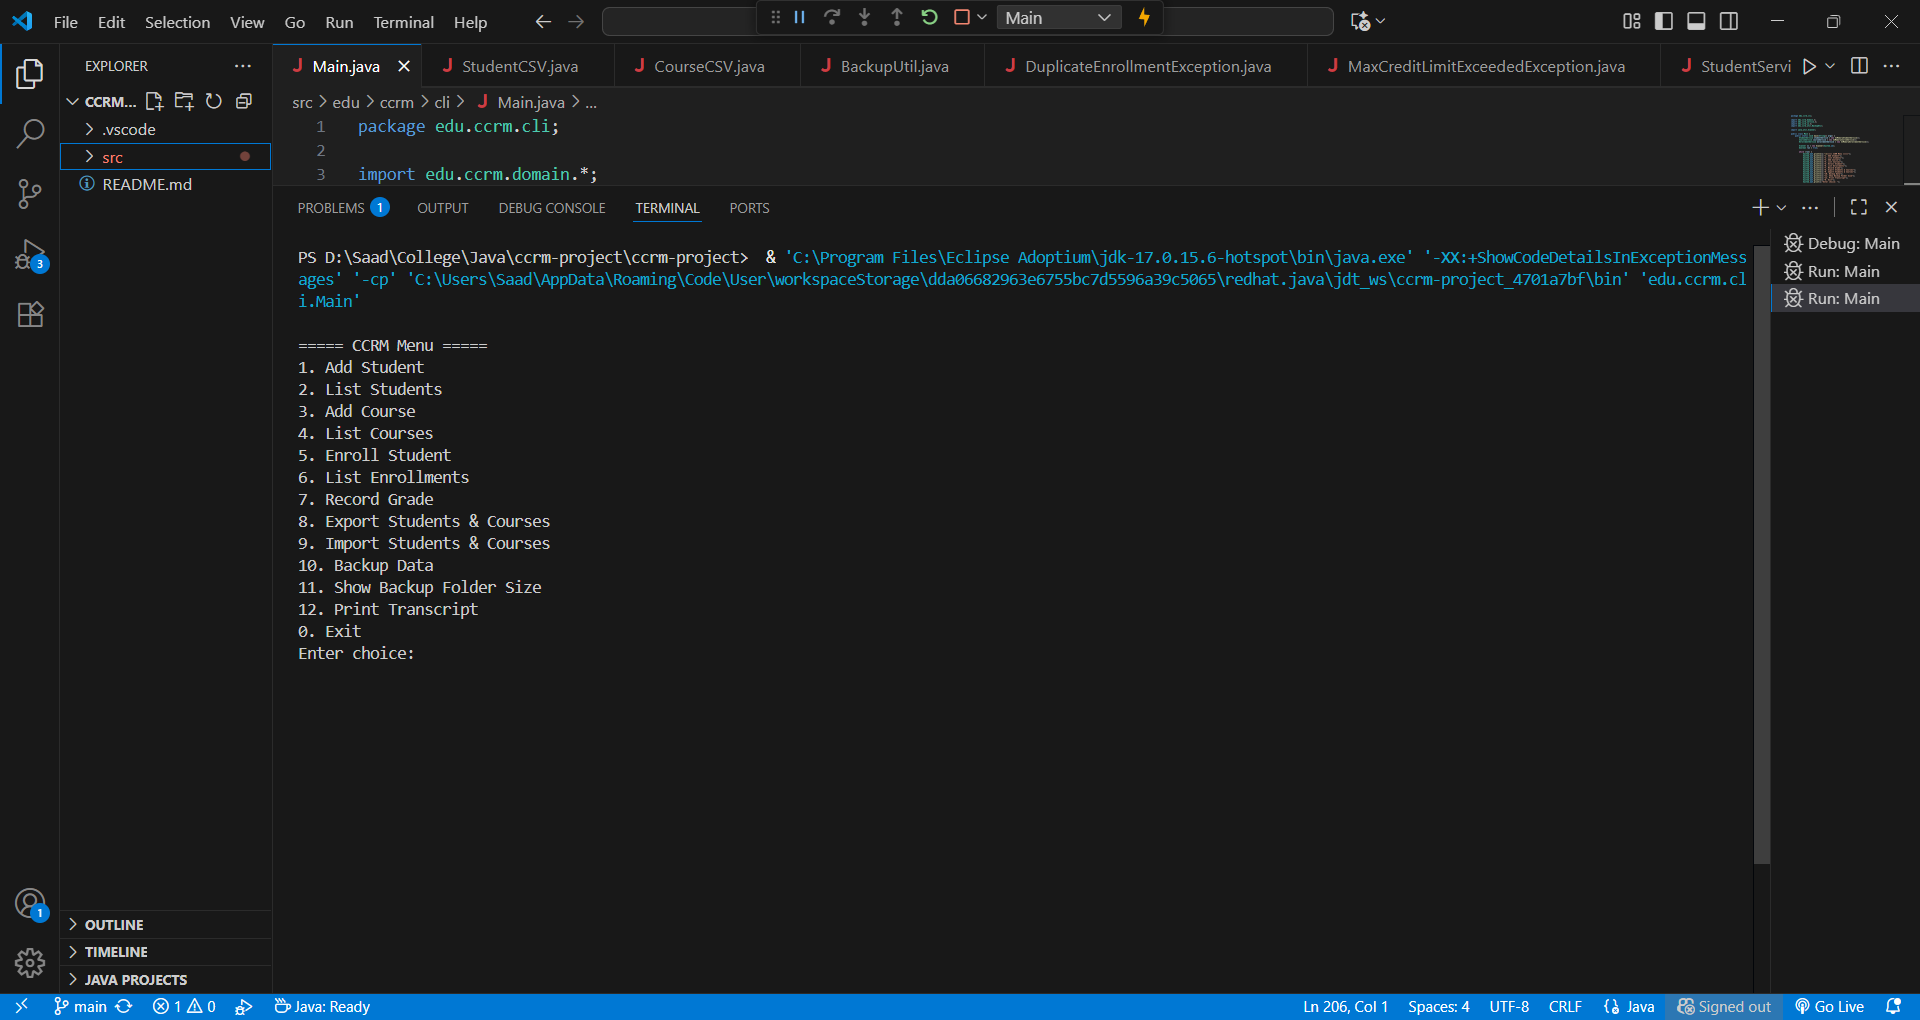 File Edit Selection View Go Run Terminal Help
Main
EXPLORER
CCRM...
.vscode
src
README.md
OUTLINE
TIMELINE
JAVA PROJECTS
Main.java StudentCSV.java CourseCSV.java BackupUtil.java DuplicateEnrollmentException.java MaxCreditLimitExceededException.java StudentServi
src > edu > ccrm > cli > Main.java > ...
1 package edu.ccrm.cli;
2
3 import edu.ccrm.domain.*;
PROBLEMS 1 OUTPUT DEBUG CONSOLE TERMINAL PORTS
PS D:\Saad\College\Java\ccrm-project\ccrm-project> & 'C:\Program Files\Eclipse Adoptium\jdk-17.0.15.6-hotspot\bin\java.exe' '-XX:+ShowCodeDetailsInExceptionMess
ages' '-cp' 'C:\Users\Saad\AppData\Roaming\Code\User\workspaceStorage\dda06682963e6755bc7d5596a39c5065\redhat.java\jdt_ws\ccrm-project_4701a7bf\bin' 'edu.ccrm.cl
i.Main'
===== CCRM Menu =====
1. Add Student
2. List Students
3. Add Course
4. List Courses
5. Enroll Student
6. List Enrollments
7. Record Grade
8. Export Students & Courses
9. Import Students & Courses
10. Backup Data
11. Show Backup Folder Size
12. Print Transcript
0. Exit
Enter choice:
Debug: Main
Run: Main
Run: Main
3
1
main 1 0 Java: Ready Ln 206, Col 1 Spaces: 4 UTF-8 CRLF Java Signed out Go Live